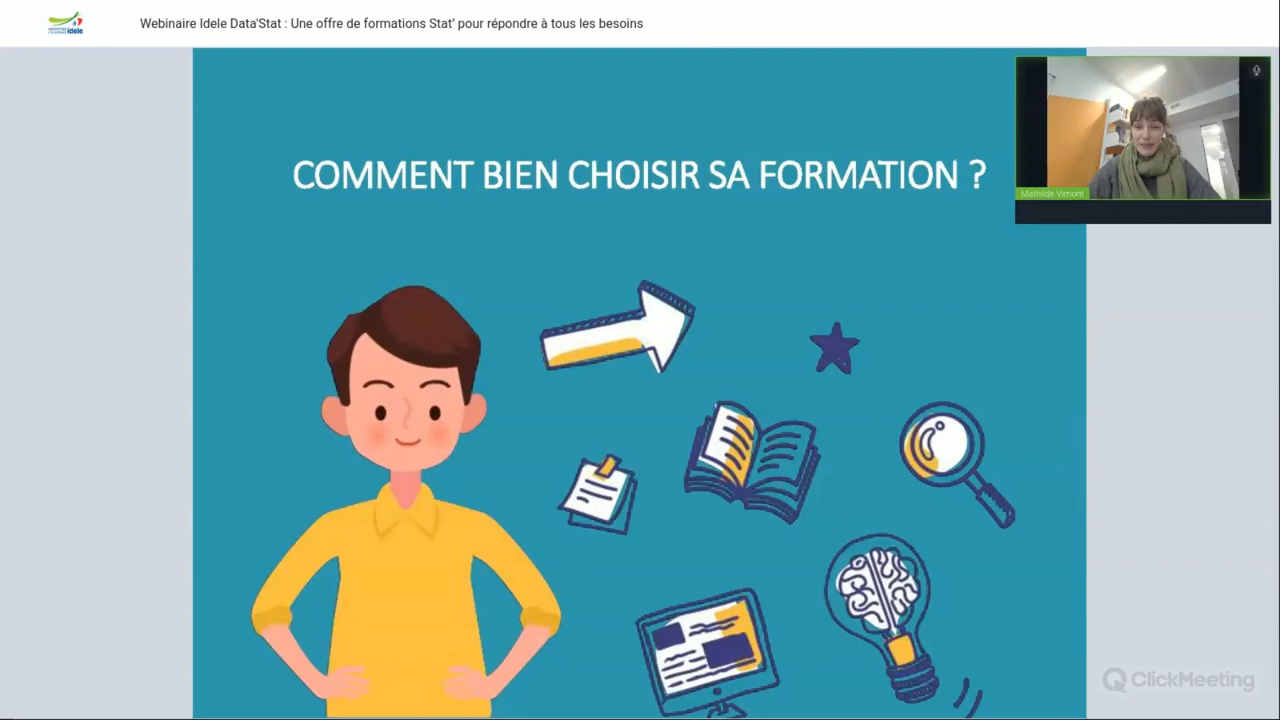 idele
Webinaire Idele Data'Stat : Une offre de formations Stat’ pour répondre à tous les besoins
COMMENT BIEN CHOISIR SA FORMATION ?
Mathilde Vimont
ClickMeeting